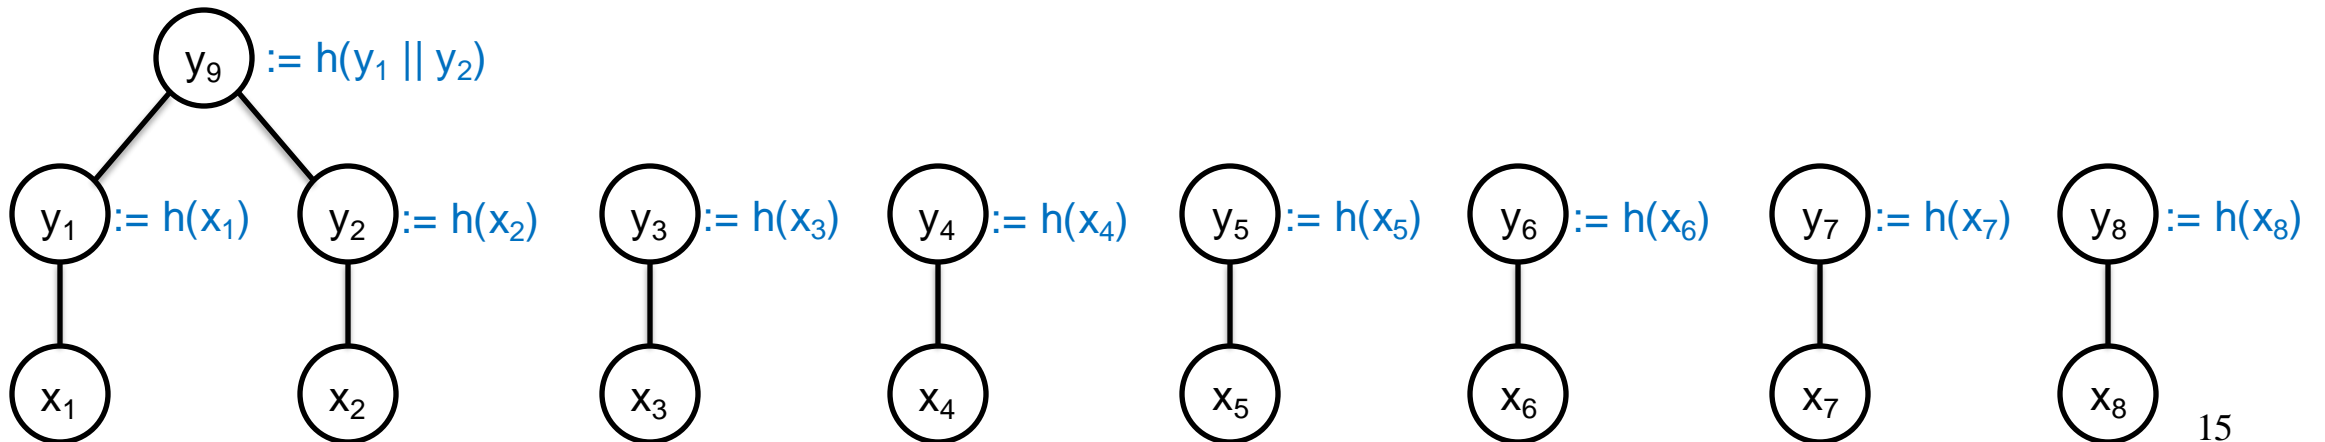 y₉ := h(y₁ || y₂)
y₁ := h(x₁) y₂ := h(x₂) y₃ := h(x₃) y₄ := h(x₄) y₅ := h(x₅) y₆ := h(x₆) y₇ := h(x₇) y₈ := h(x₈)
x₁ x₂ x₃ x₄ x₅ x₆ x₇ x₈
15